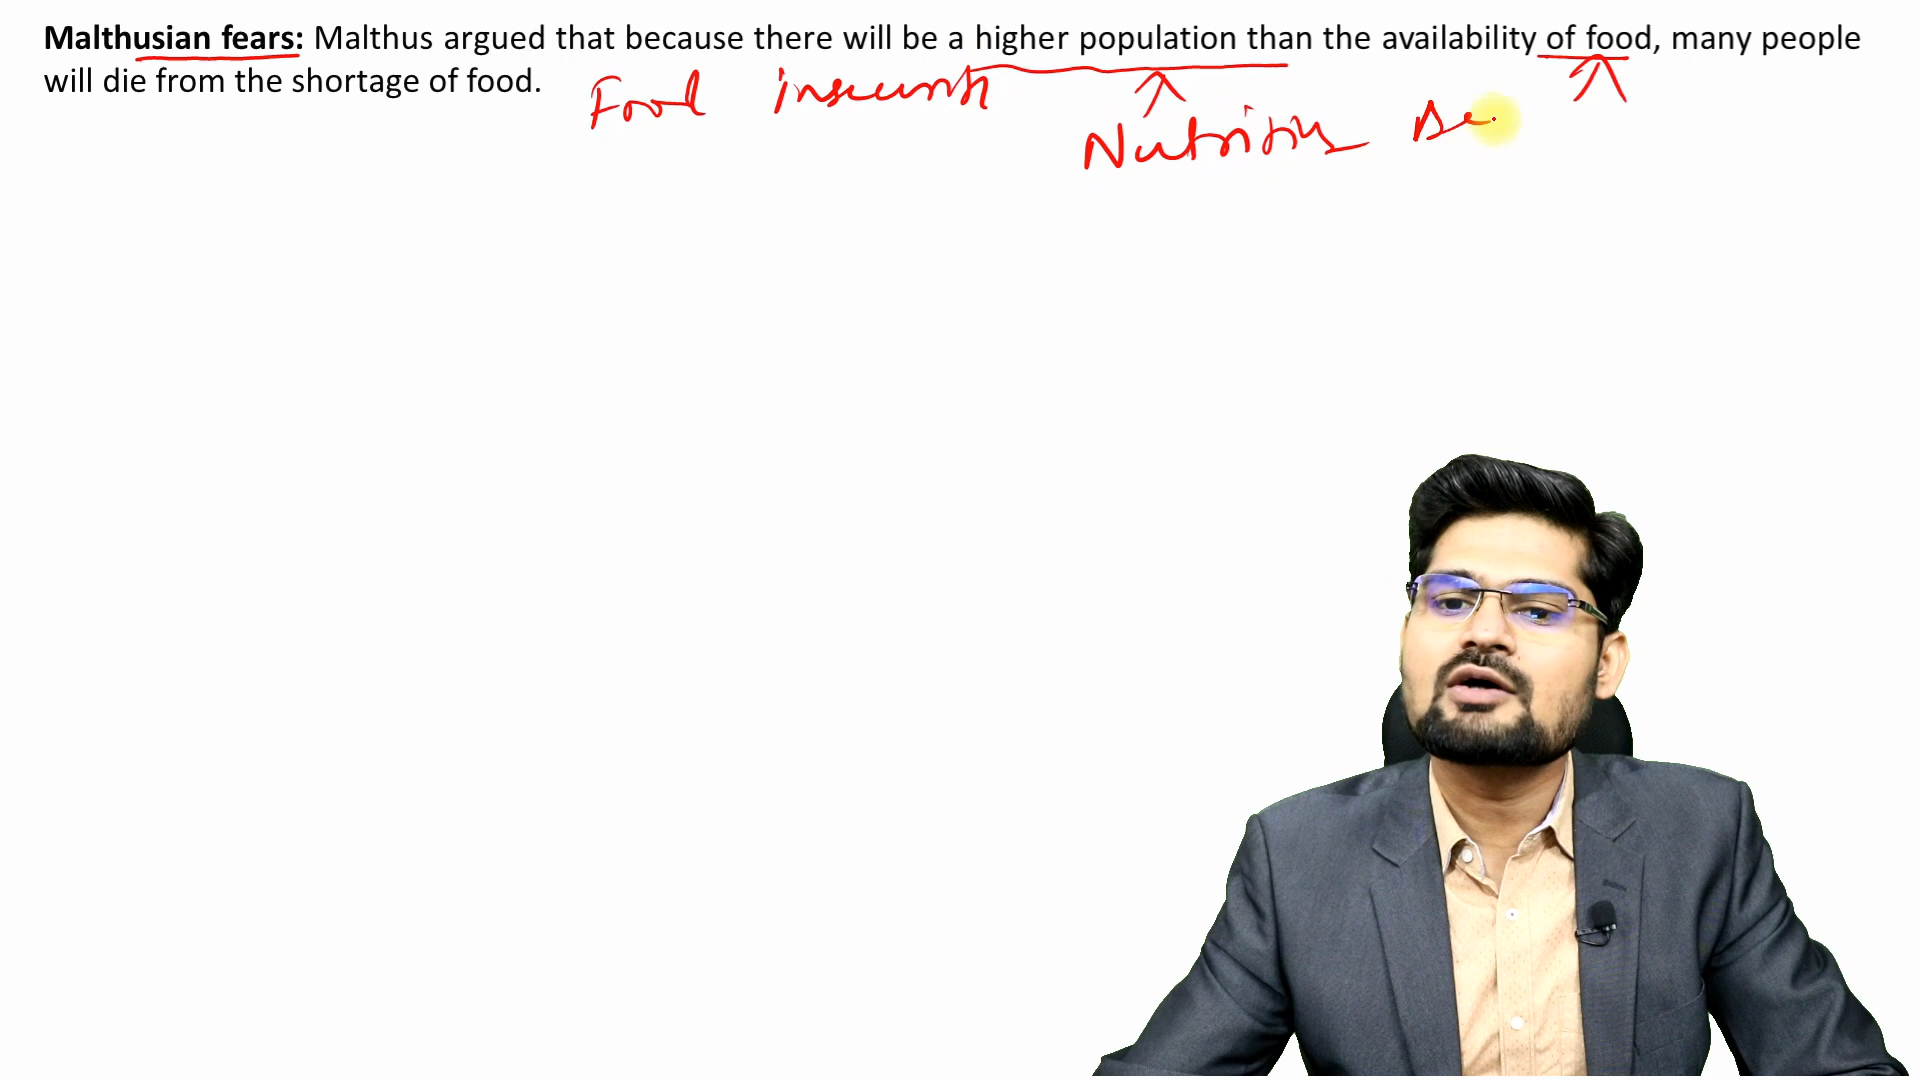 Malthusian fears: Malthus argued that because there will be a higher population than the availability of food, many people
will die from the shortage of food.
Food